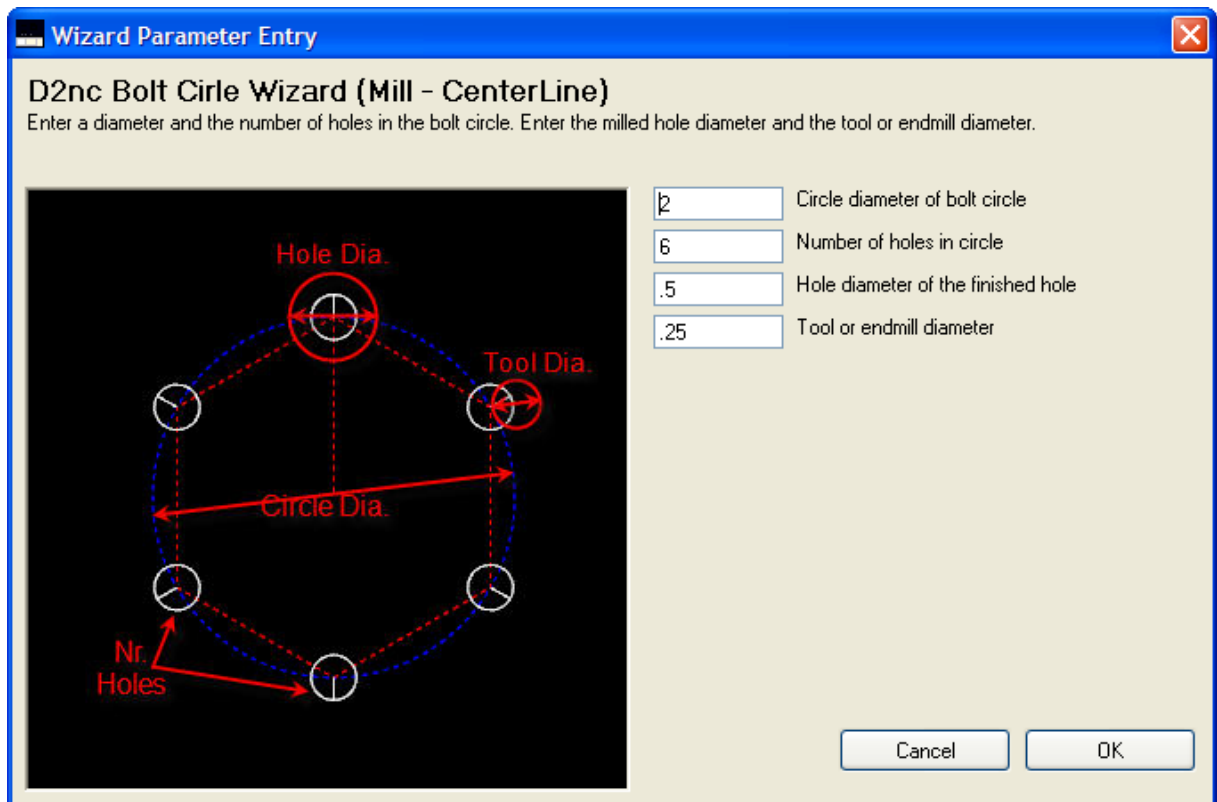 Wizard Parameter Entry
D2nc Bolt Cirle Wizard (Mill - CenterLine)
Enter a diameter and the number of holes in the bolt circle. Enter the milled hole diameter and the tool or endmill diameter.
Hole Dia.
Tool Dia.
Circle Dia.
Nr.
Holes
2 Circle diameter of bolt circle
6 Number of holes in circle
.5 Hole diameter of the finished hole
.25 Tool or endmill diameter
Cancel OK